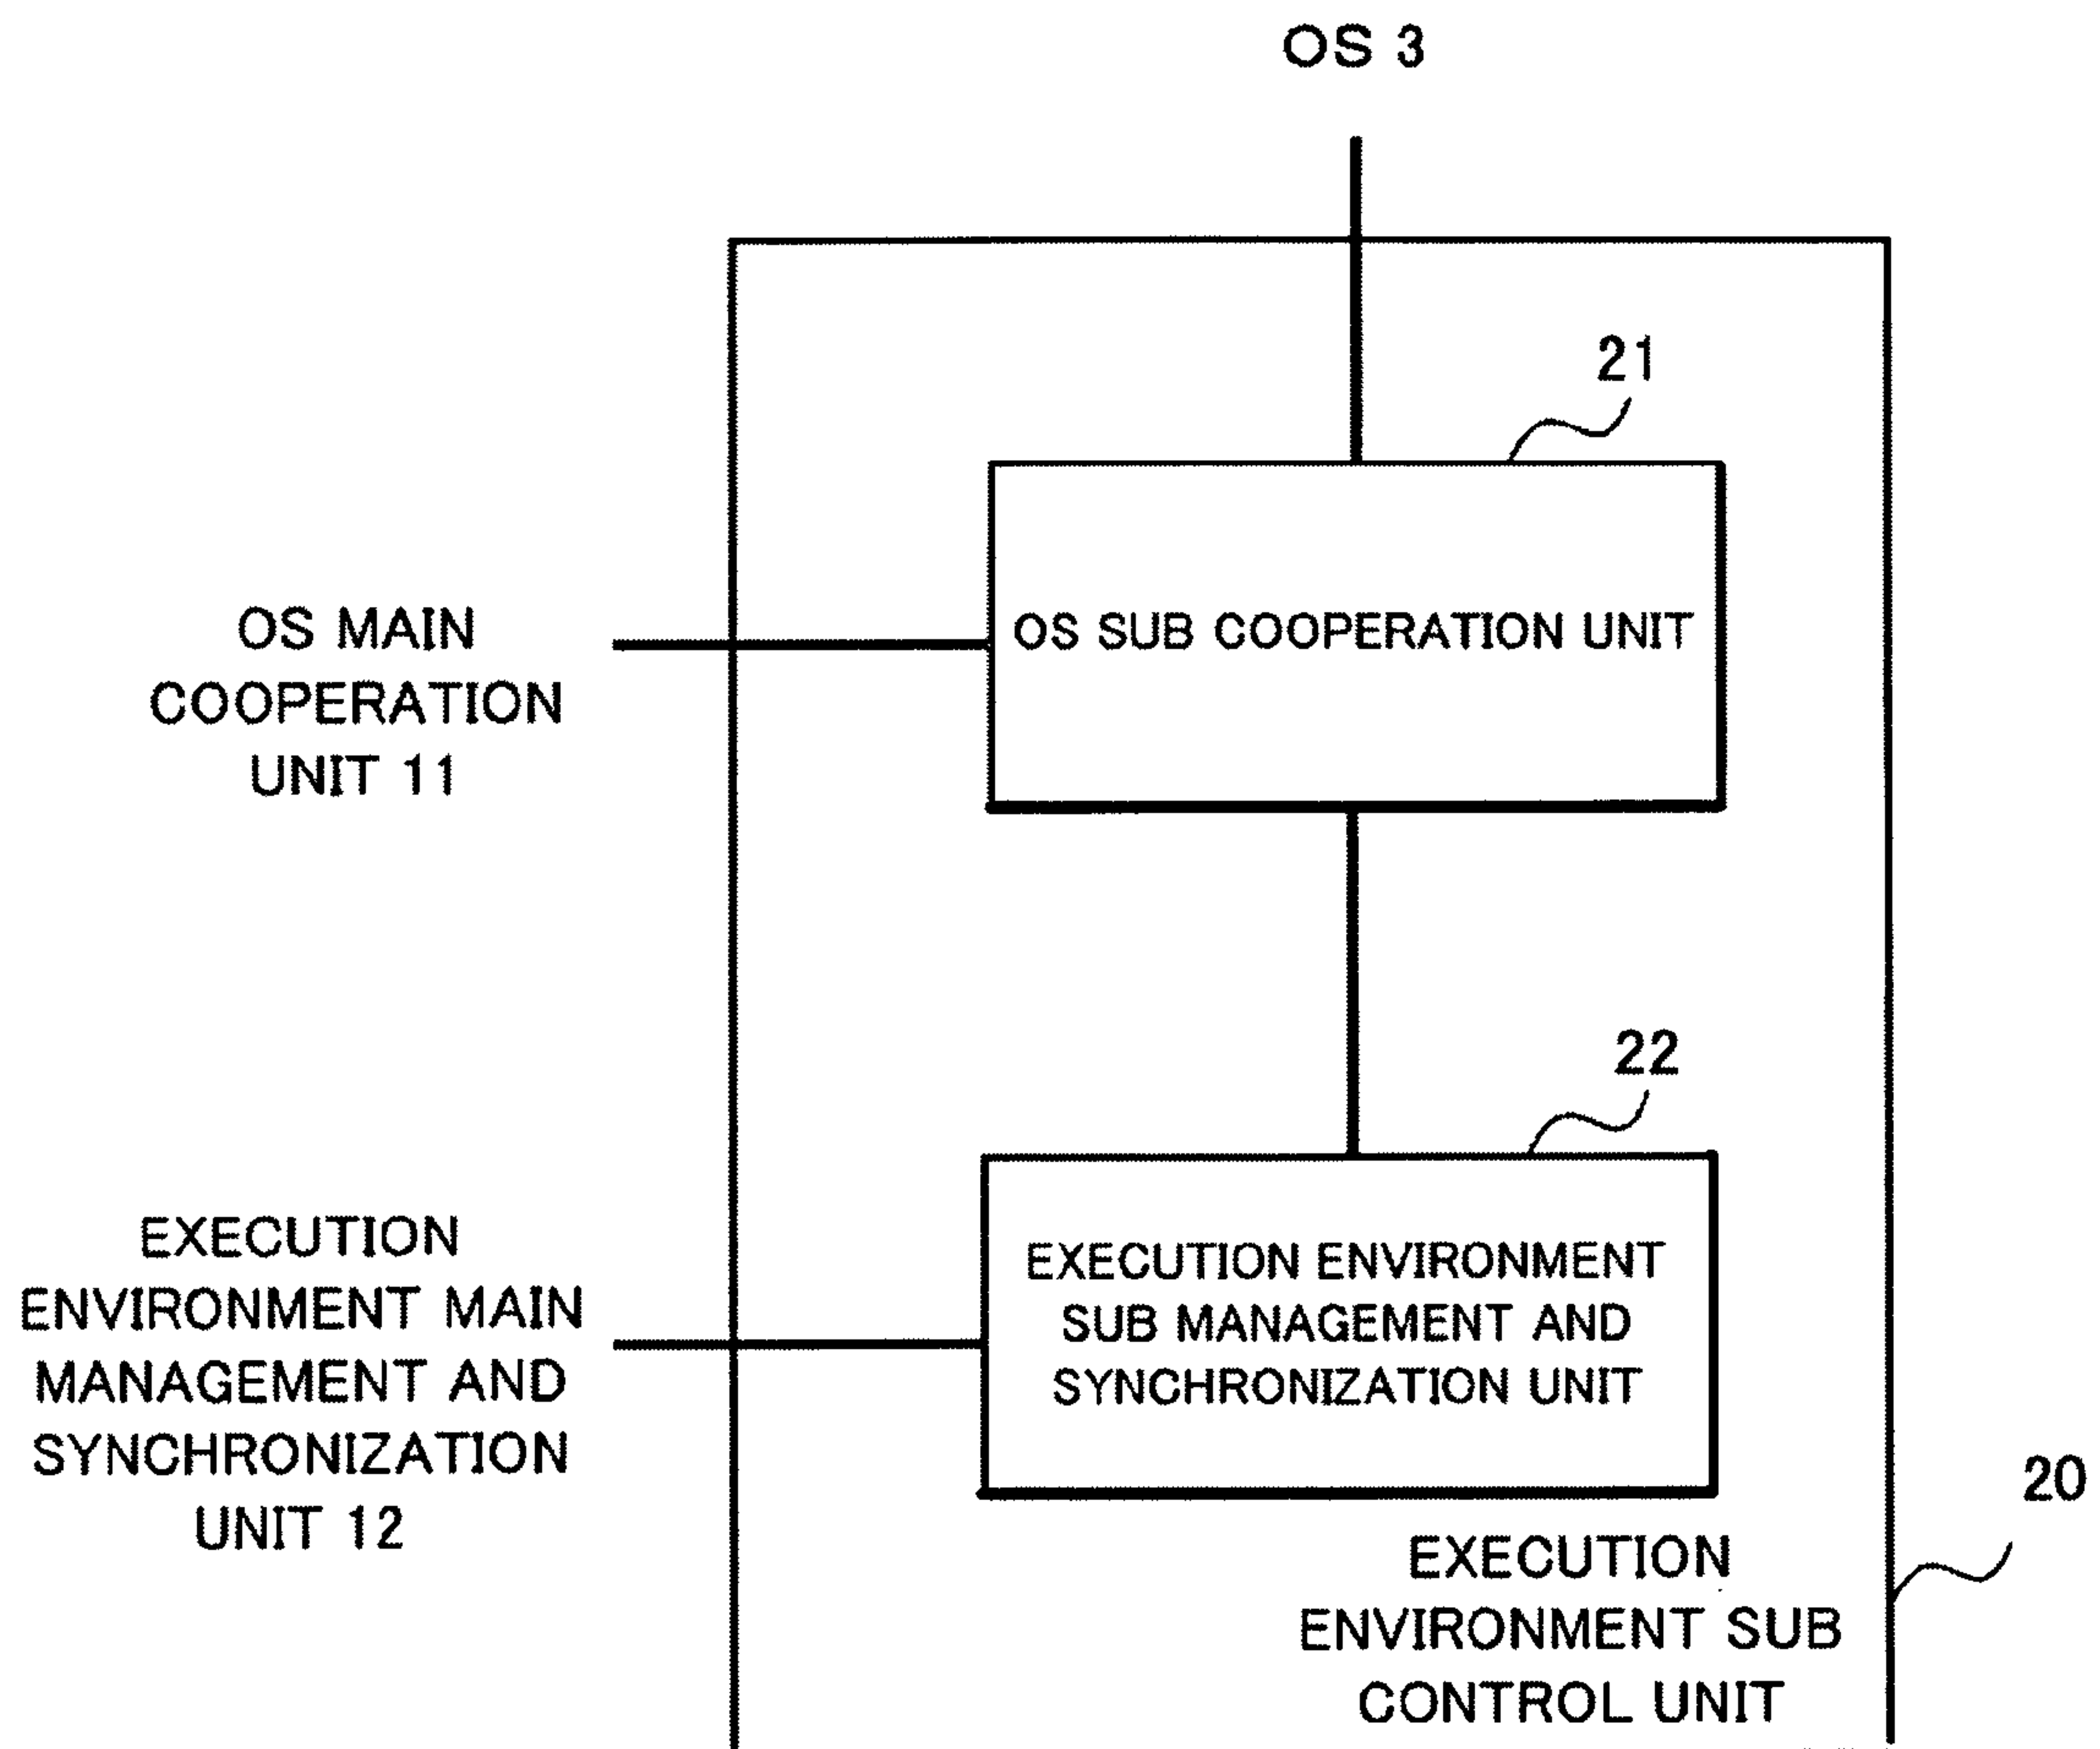 OS 3
21
OS MAIN
COOPERATION
UNIT 11
OS SUB COOPERATION UNIT
22
EXECUTION
ENVIRONMENT MAIN
MANAGEMENT AND
SYNCHRONIZATION
UNIT 12
EXECUTION ENVIRONMENT
SUB MANAGEMENT AND
SYNCHRONIZATION UNIT
20
EXECUTION
ENVIRONMENT SUB
CONTROL UNIT